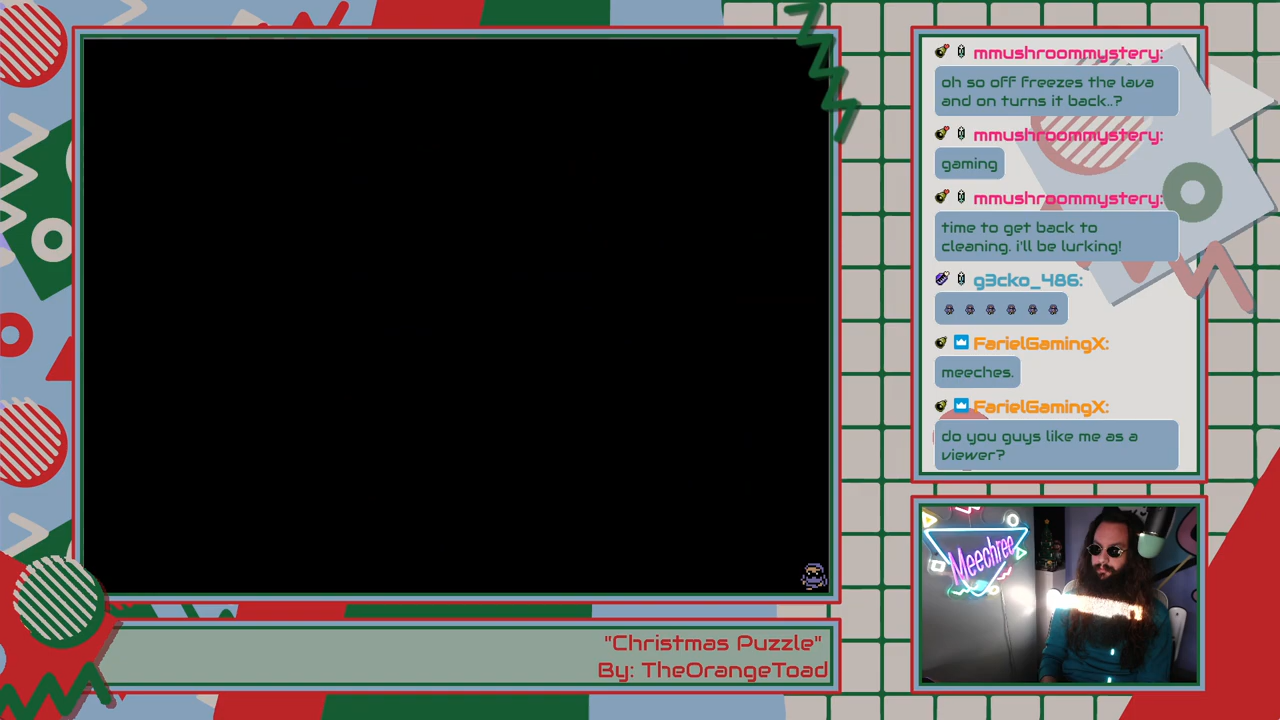 mmushroommystery:
oh so off freezes the lava
and on turns it back..?
mmushroommystery:
gaming
mmushroommystery:
time to get back to
cleaning. i'll be lurking!
g3cko_486:
FarielGamingX:
meeches.
FarielGamingX:
do you guys like me as a
viewer?
Meechree
"Christmas Puzzle"
By: TheOrangeToad